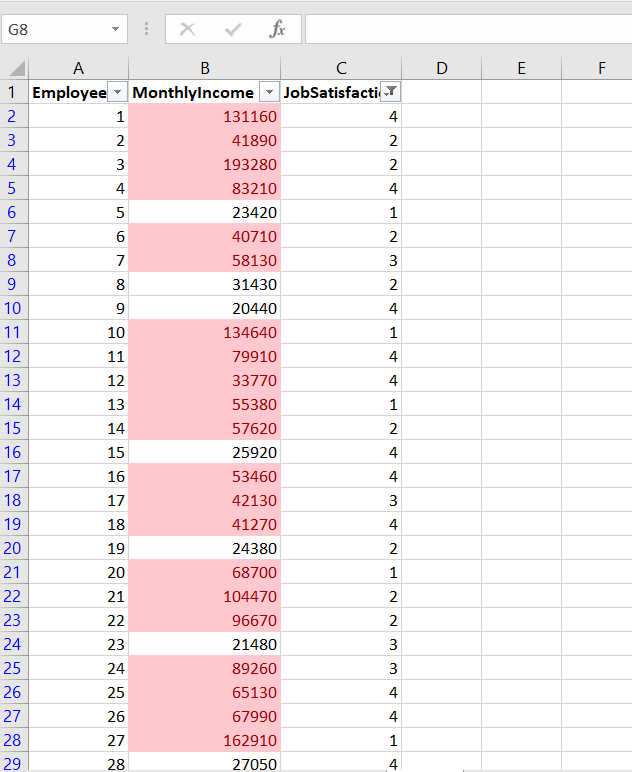 G8 fx
A B C D E F
1 Employee MonthlyIncome JobSatisfacti
2 1 131160 4
3 2 41890 2
4 3 193280 2
5 4 83210 4
6 5 23420 1
7 6 40710 2
8 7 58130 3
9 8 31430 2
10 9 20440 4
11 10 134640 1
12 11 79910 4
13 12 33770 4
14 13 55380 1
15 14 57620 2
16 15 25920 4
17 16 53460 4
18 17 42130 3
19 18 41270 4
20 19 24380 2
21 20 68700 1
22 21 104470 2
23 22 96670 2
24 23 21480 3
25 24 89260 3
26 25 65130 4
27 26 67990 4
28 27 162910 1
29 28 27050 4